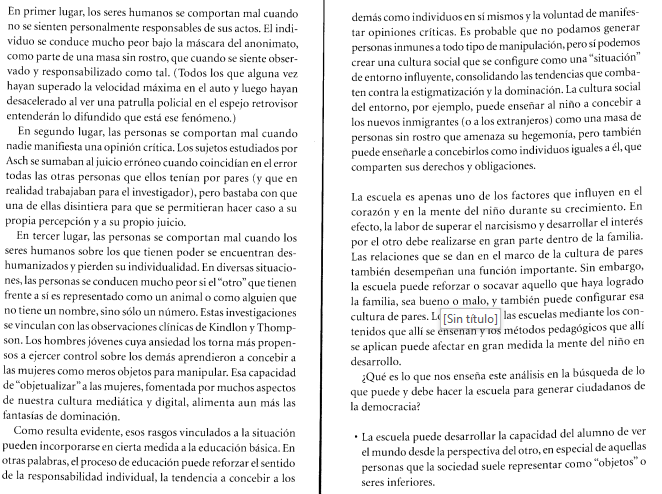 En primer lugar, los seres humanos se comportan mal cuando
no se sienten personalmente responsables de sus actos. El indi-
viduo se conduce mucho peor bajo la máscara del anonimato,
como parte de una masa sin rostro, que cuando se siente obser-
vado y responsabilizado como tal. (Todos los que alguna vez
hayan superado la velocidad máxima en el auto y luego hayan
desacelerado al ver una patrulla policial en el espejo retrovisor
entenderán lo difundido que está ese fenómeno.)
En segundo lugar, las personas se comportan mal cuando
nadie manifiesta una opinión crítica. Los sujetos estudiados por
Asch se sumaban al juicio erróneo cuando coincidían en el error
todas las otras personas que ellos tenían por pares (y que en
realidad trabajaban para el investigador), pero bastaba con que
una de ellas disintiera para que se permitieran hacer caso a su
propia percepción y a su propio juicio.
En tercer lugar, las personas se comportan mal cuando los
seres humanos sobre los que tienen poder se encuentran des-
humanizados y pierden su individualidad. En diversas situacio-
nes, las personas se conducen mucho peor si el "otro" que tienen
frente a sí es representado como un animal o como alguien que
no tiene un nombre, sino sólo un número. Estas investigaciones
se vinculan con las observaciones clínicas de Kindlon y Thomp-
son. Los hombres jóvenes cuya ansiedad los torna más propen-
sos a ejercer control sobre los demás aprendieron a concebir a
las mujeres como meros objetos para manipular. Esa capacidad
de "objetualizar" a las mujeres, fomentada por muchos aspectos
de nuestra cultura mediática y digital, alimenta aun más las
fantasías de dominación.
Como resulta evidente, esos rasgos vinculados a la situación
pueden incorporarse en cierta medida a la educación básica. En
otras palabras, el proceso de educación puede reforzar el sentido
de la responsabilidad individual, la tendencia a concebir a los
demás como individuos en sí mismos y la voluntad de manifes-
tar opiniones críticas. Es probable que no podamos generar
personas inmunes a todo tipo de manipulación, pero sí podemos
crear una cultura social que se configure como una "situación"
de entorno influyente, consolidando las tendencias que comba-
ten contra la estigmatización y la dominación. La cultura social
del entorno, por ejemplo, puede enseñar al niño a concebir a
los nuevos inmigrantes (o a los extranjeros) como una masa de
personas sin rostro que amenaza su hegemonía, pero también
puede enseñarle a concebirlos como individuos iguales a él, que
comparten sus derechos y obligaciones.
La escuela es apenas uno de los factores que influyen en el
corazón y en la mente del niño durante su crecimiento. En
efecto, la labor de superar el narcisismo y desarrollar el interés
por el otro debe realizarse en gran parte dentro de la familia.
Las relaciones que se dan en el marco de la cultura de pares
también desempeñan una función importante. Sin embargo,
la escuela puede reforzar o socavar aquello que haya logrado
la familia, sea bueno o malo, y también puede configurar esa
cultura de pares. [Sin título] las escuelas mediante los con-
tenidos que allí se enseñan y los métodos pedagógicos que allí
se aplican puede afectar en gran medida la mente del niño en
desarrollo.
¿Qué es lo que nos enseña este análisis en la búsqueda de lo
que puede y debe hacer la escuela para generar ciudadanos de
la democracia?
• La escuela puede desarrollar la capacidad del alumno de ver
el mundo desde la perspectiva del otro, en especial de aquellas
personas que la sociedad suele representar como "objetos" o
seres inferiores.